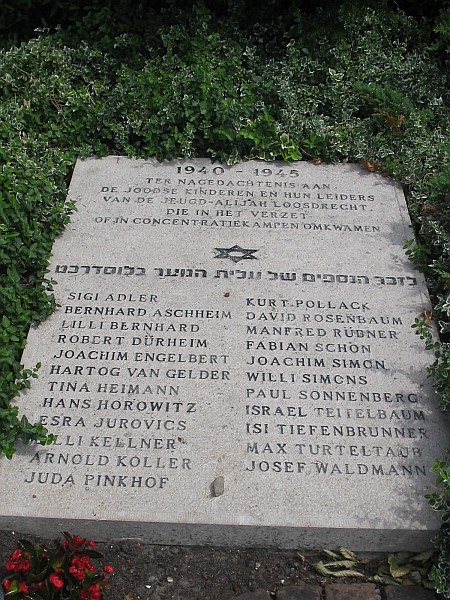 1940 - 1945
TER NAGEDACHTENIS AAN
DE JOODSE KINDEREN EN HUN LEIDERS
VAN DE JEUGD-ALIJAH LOOSDRECHT,
DIE IN HET VERZET
OF IN CONCENTRATIEKAMPEN OMKWAMEN
לזכר הנספים של עלית הנוער בלוסדרכט
SIGI ADLER
BERNHARD ASCHHEIM
LILLI BERNHARD
ROBERT DÜRHEIM
JOACHIM ENGELBERT
HARTOG VAN GELDER
TINA HEIMANN
HANS HOROWITZ
ESRA JUROVICS
KELLNER
ARNOLD KOLLER
JUDA PINKHOF
KURT POLLACK
DAVID ROSENBAUM
MANFRED RÜBNER
FABIAN SCHÖN
JOACHIM SIMON
WILLI SIMONS
PAUL SONNENBERG
ISRAEL TEITELBAUM
ISI TIEFENBRUNNER
MAX TURTELTAUB
JOSEF WALDMANN